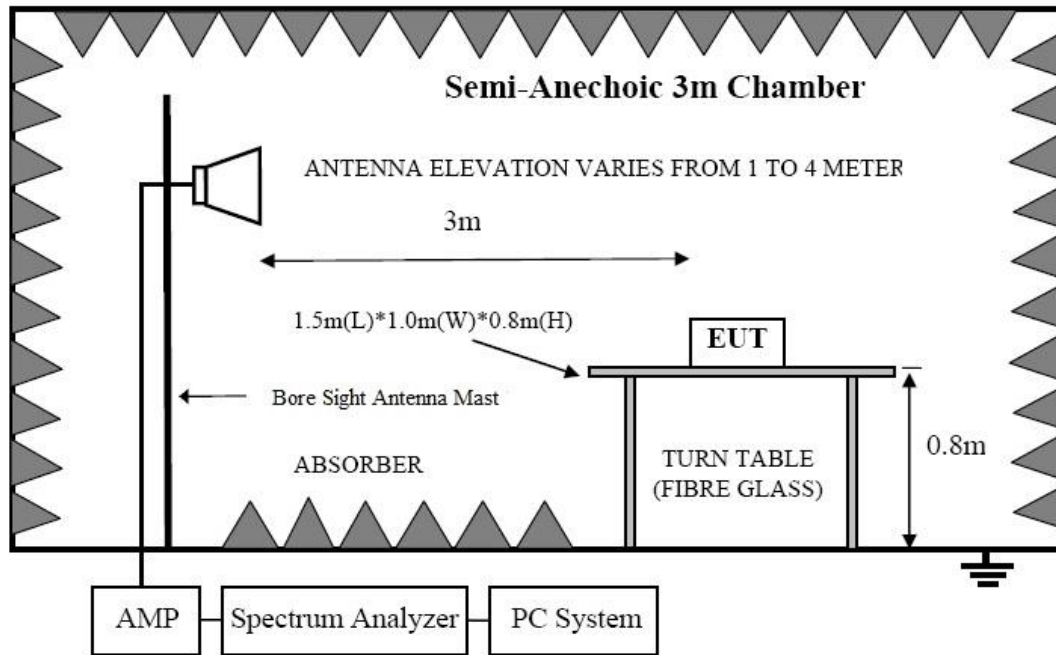 Semi-Anechoic 3m Chamber
ANTENNA ELEVATION VARIES FROM 1 TO 4 METER
3m
1.5m(L)*1.0m(W)*0.8m(H)
EUT
Bore Sight Antenna Mast
ABSORBER
TURN TABLE
(FIBRE GLASS)
0.8m
AMP
Spectrum Analyzer
PC System